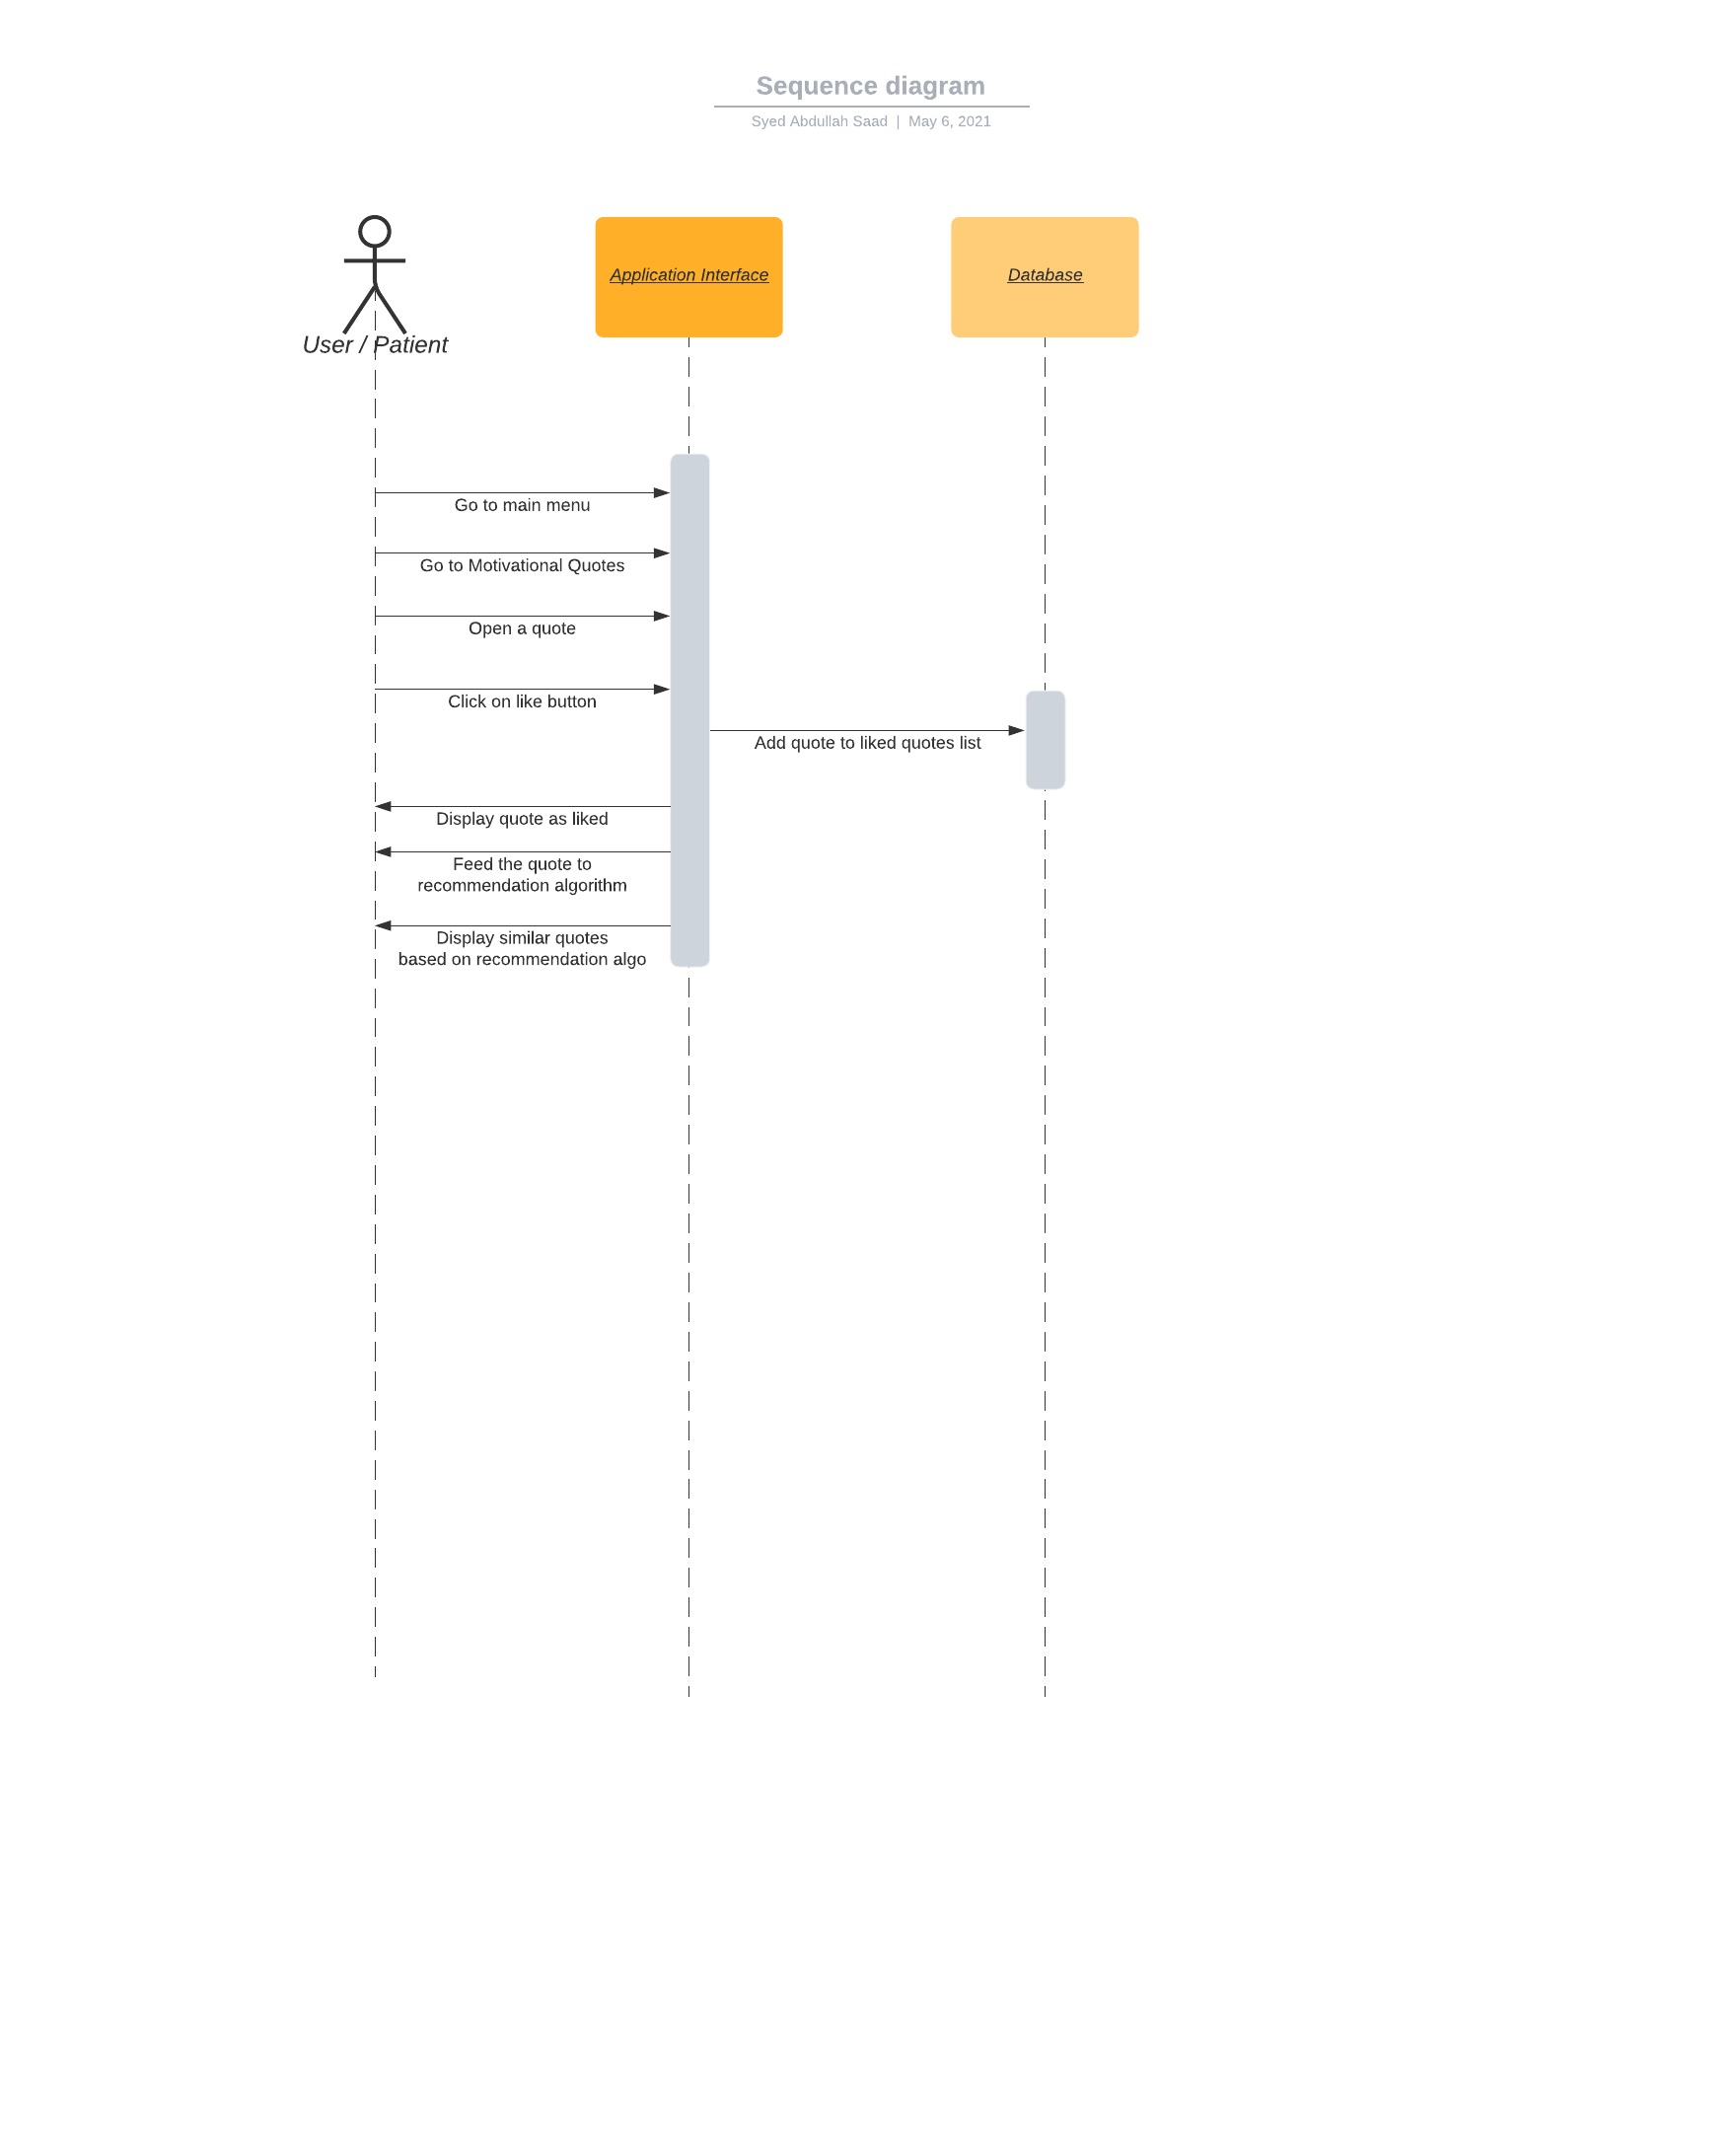 Sequence diagram
Syed Abdullah Saad | May 6, 2021
User / Patient
Application Interface
Database
Go to main menu
Go to Motivational Quotes
Open a quote
Click on like button
Add quote to liked quotes list
Display quote as liked
Feed the quote to
recommendation algorithm
Display similar quotes
based on recommendation algo